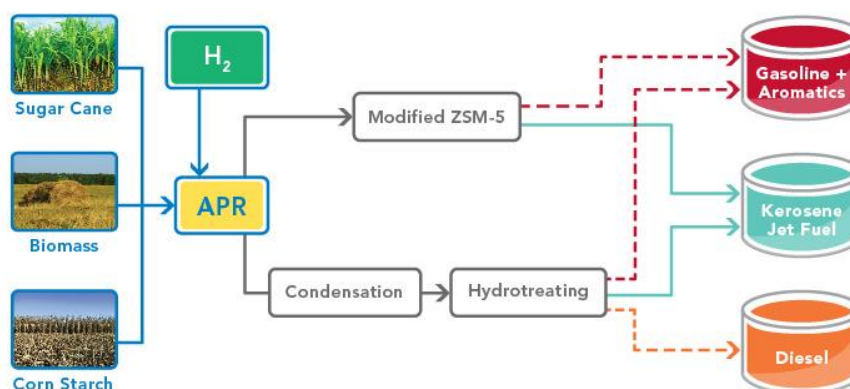 Sugar Cane
Biomass
Corn Starch
H₂
APR
Modified ZSM-5
Condensation
Hydrotreating
Gasoline +
Aromatics
Kerosene
Jet Fuel
Diesel